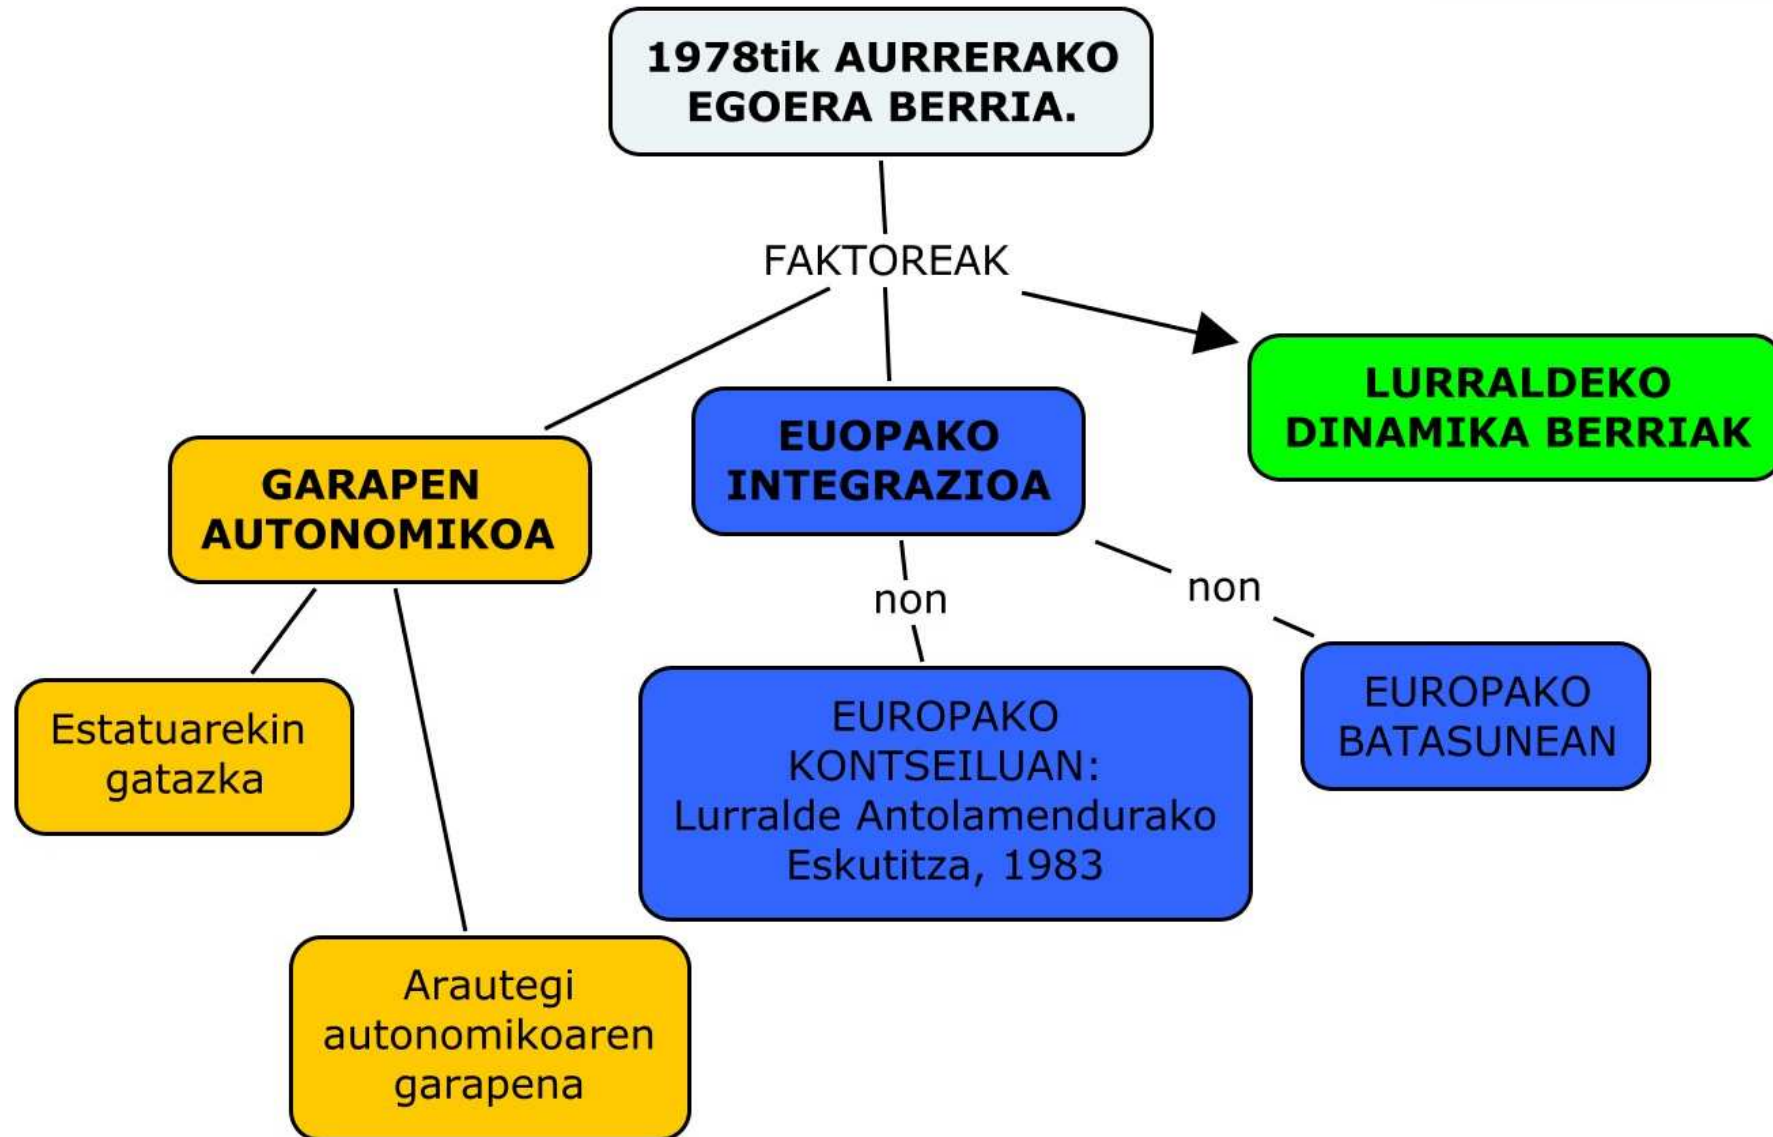 1978tik AURRERAKO
EGOERA BERRIA.
FAKTOREAK
GARAPEN
AUTONOMIKOA
EUOPAKO
INTEGRAZIOA
LURRALDEKO
DINAMIKA BERRIAK
non
non
Estatuarekin
gatazka
Arautegi
autonomikoaren
garapena
EUROPAKO
KONTSEILUAN:
Lurralde Antolamendurako
Eskutitza, 1983
EUROPAKO
BATASUNEAN